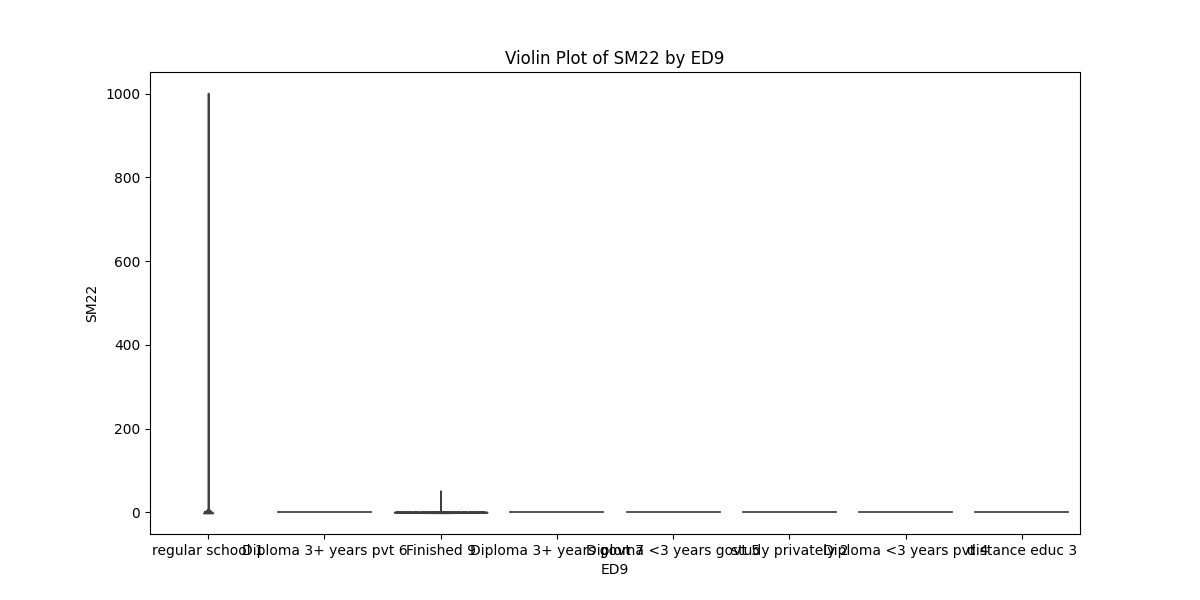 Violin Plot of SM22 by ED9
1000
800
600
400
200
0
SM22
regular school 1 Diploma 3+ years pvt 6 Finished 9 Diploma 3+ years govt 7 Diploma <3 years govt 5 study privately 2 Diploma <3 years pvt 4 distance educ 3
ED9